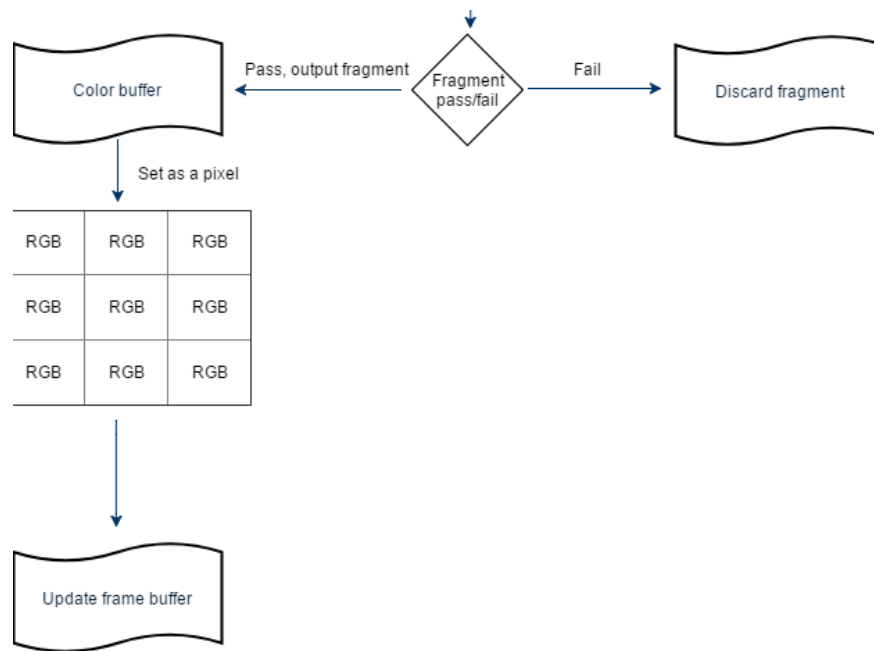 Color buffer
Pass, output fragment
Fragment
pass/fail
Fail
Discard fragment
Set as a pixel
RGB RGB RGB
RGB RGB RGB
RGB RGB RGB
Update frame buffer